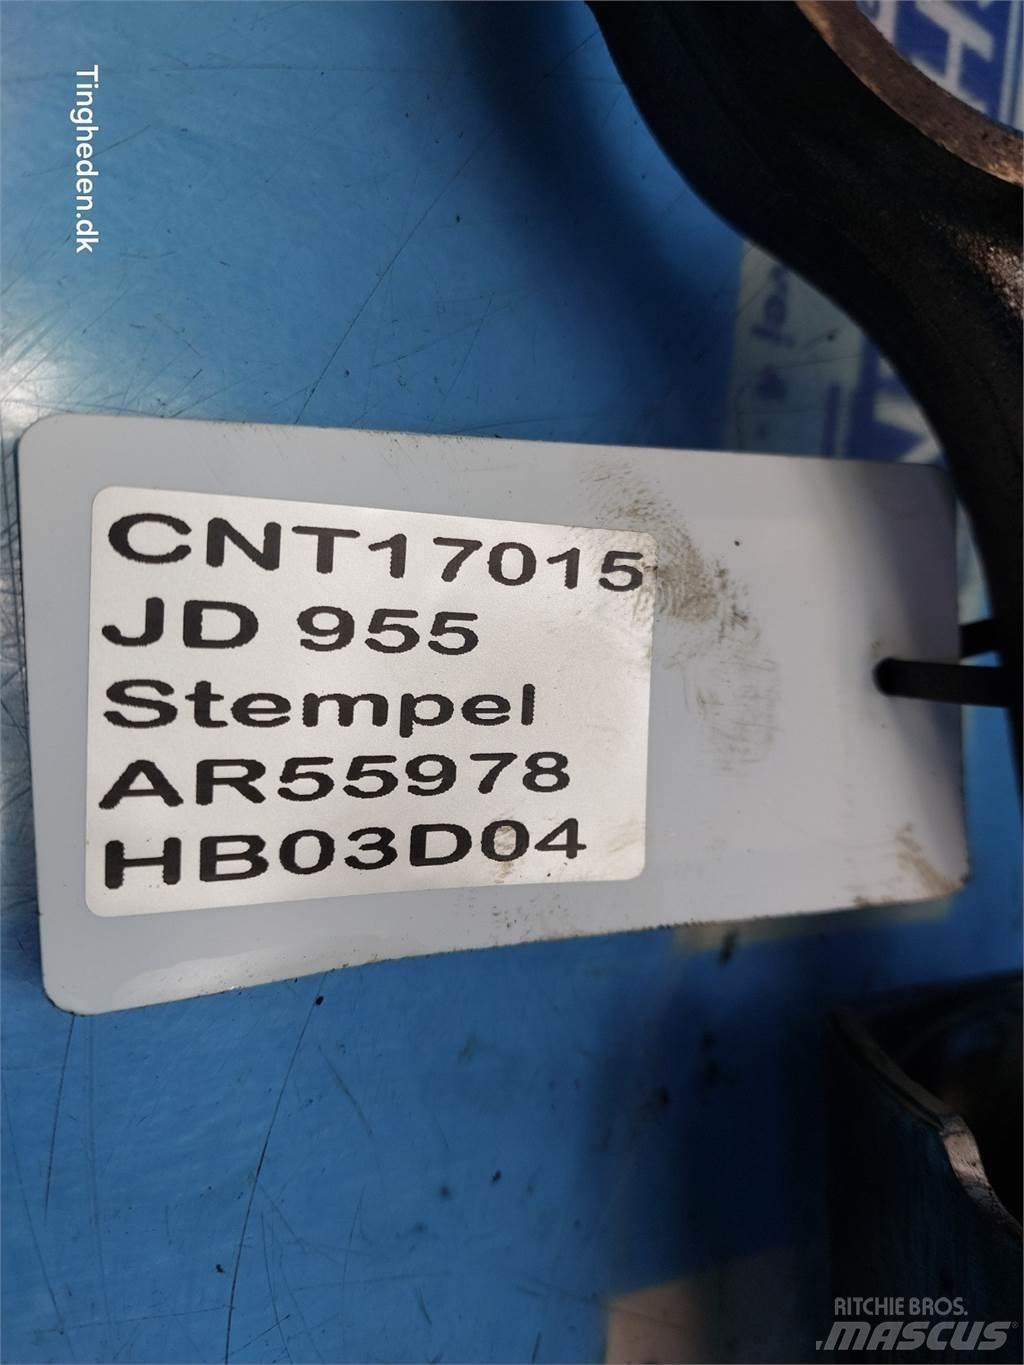 Tingheden.dk
CNT17015
JD 955
Stempel
AR55978
HB03D04
RITCHIE BROS.
MASCUS